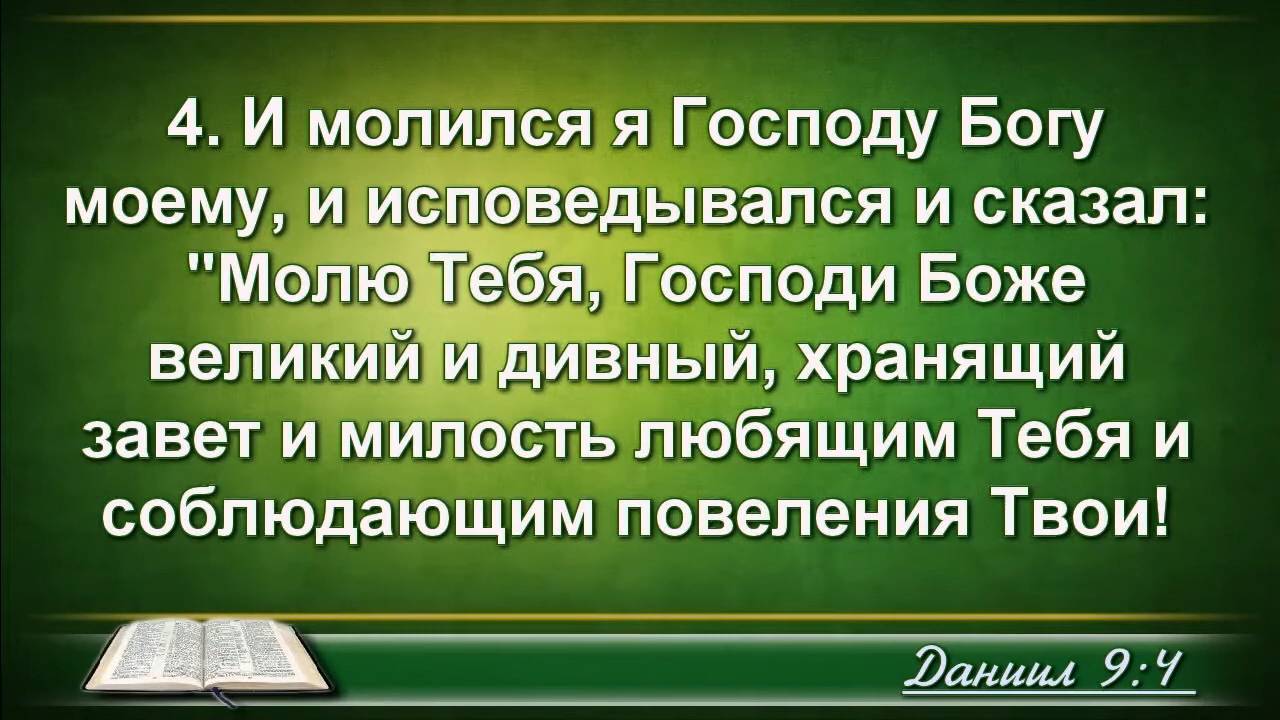 4. И молился я Господу Богу
моему, и исповедывался и сказал:
"Молю Тебя, Господи Боже
великий и дивный, хранящий
завет и милость любящим Тебя и
соблюдающим повеления Твои!
Даниил 9:4